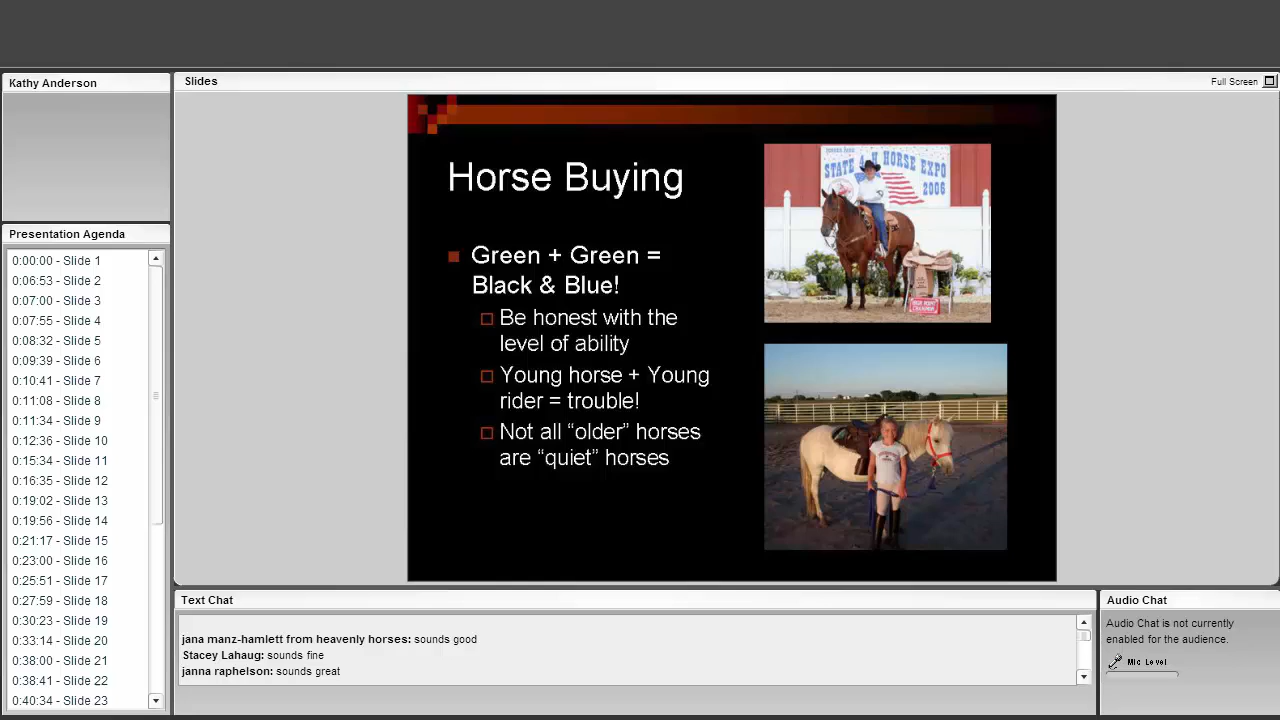 Kathy Anderson
Presentation Agenda
0:00:00 - Slide 1
0:06:53 - Slide 2
0:07:00 - Slide 3
0:07:55 - Slide 4
0:08:32 - Slide 5
0:09:39 - Slide 6
0:10:41 - Slide 7
0:11:08 - Slide 8
0:11:34 - Slide 9
0:12:36 - Slide 10
0:15:34 - Slide 11
0:16:35 - Slide 12
0:19:02 - Slide 13
0:19:56 - Slide 14
0:21:17 - Slide 15
0:23:00 - Slide 16
0:25:51 - Slide 17
0:27:59 - Slide 18
0:30:23 - Slide 19
0:33:14 - Slide 20
0:38:00 - Slide 21
0:38:41 - Slide 22
0:40:34 - Slide 23
Slides
Full Screen
Horse Buying
Green + Green =
Black & Blue!
Be honest with the
level of ability
Young horse + Young
rider = trouble!
Not all “older” horses
are “quiet” horses
STATE 4-H HORSE EXPO
2006
Text Chat
jana manz-hamlett from heavenly horses: sounds good
Stacey Lahaug: sounds fine
janna raphelson: sounds great
Audio Chat
Audio Chat is not currently
enabled for the audience.
Mic Level